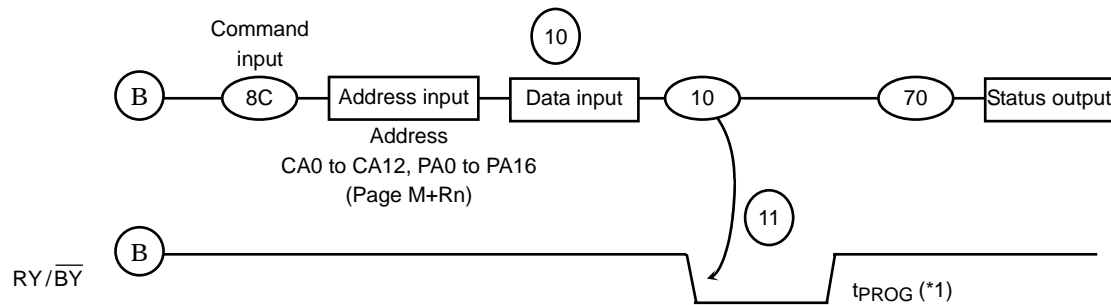 Command
input
10
B
8C
Address input
Data input
10
70
Status output
Address
CA0 to CA12, PA0 to PA16
(Page M+Rn)
11
B
RY/BY
tPROG (*1)